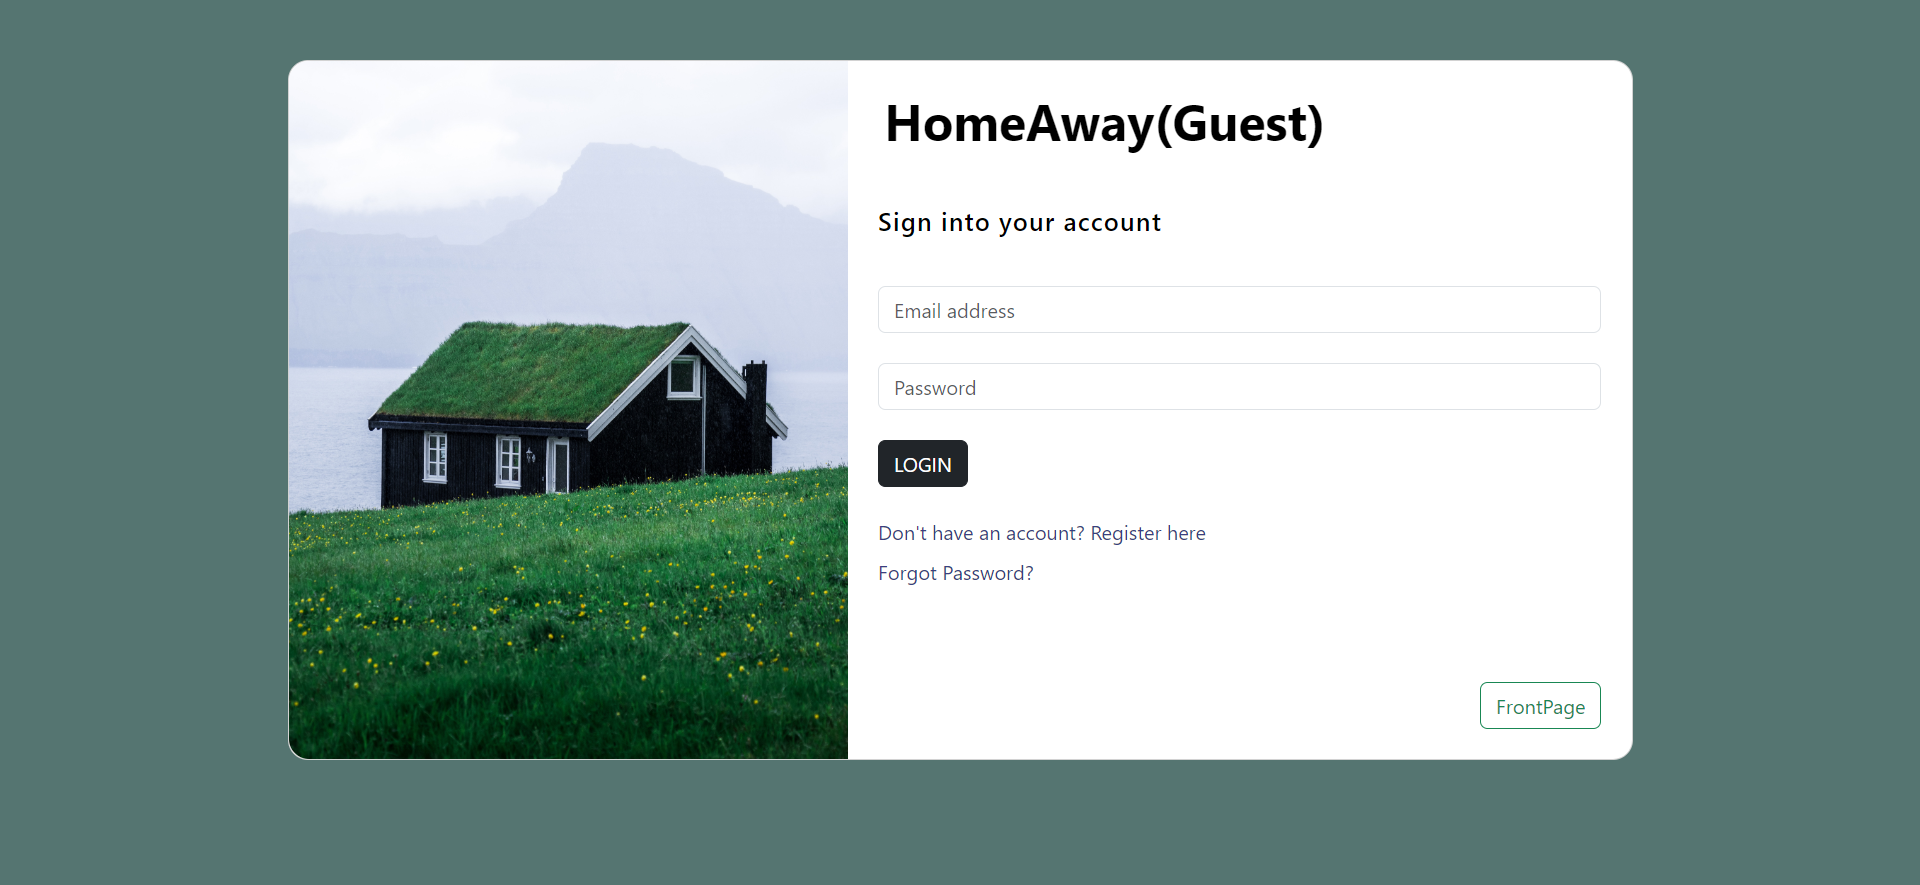 HomeAway(Guest)
Sign into your account
Email address
Password
LOGIN
Don't have an account? Register here
Forgot Password?
FrontPage